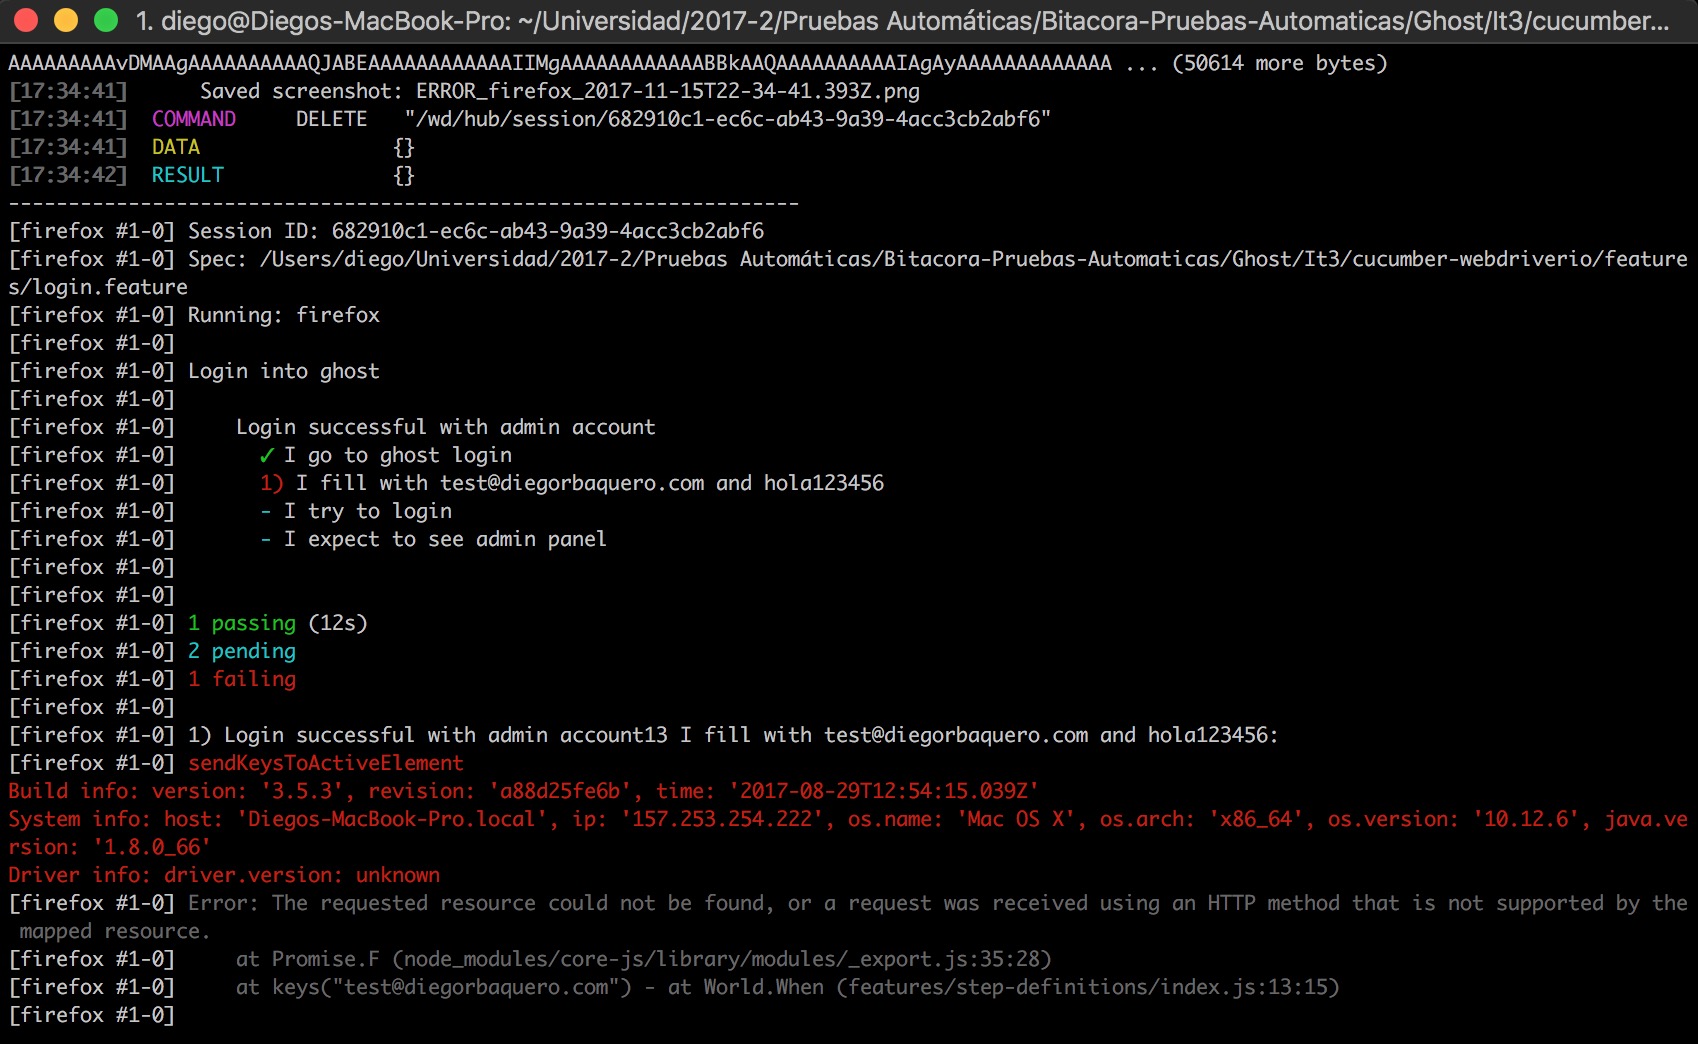 1. diego@Diegos-MacBook-Pro: ~/Universidad/2017-2/Pruebas Automáticas/Bitacora-Pruebas-Automaticas/Ghost/It3/cucumber...
AAAAAAAAAvDMAAgAAAAAAAAAAQJABEAAAAAAAAAAAAIIMgAAAAAAAAAAAABBkAAQAAAAAAAAAAIAgAyAAAAAAAAAAAAA ... (50614 more bytes)
[17:34:41]      Saved screenshot: ERROR_firefox_2017-11-15T22-34-41.393Z.png
[17:34:41]  COMMAND     DELETE   "/wd/hub/session/682910c1-ec6c-ab43-9a39-4acc3cb2abf6"
[17:34:41]  DATA                {}
[17:34:42]  RESULT              {}
------------------------------------------------------------------
[firefox #1-0] Session ID: 682910c1-ec6c-ab43-9a39-4acc3cb2abf6
[firefox #1-0] Spec: /Users/diego/Universidad/2017-2/Pruebas Automáticas/Bitacora-Pruebas-Automaticas/Ghost/It3/cucumber-webdriverio/feature
s/login.feature
[firefox #1-0] Running: firefox
[firefox #1-0]
[firefox #1-0] Login into ghost
[firefox #1-0]
[firefox #1-0]     Login successful with admin account
[firefox #1-0]       ✓ I go to ghost login
[firefox #1-0]       1) I fill with test@diegorbaquero.com and hola123456
[firefox #1-0]       - I try to login
[firefox #1-0]       - I expect to see admin panel
[firefox #1-0]
[firefox #1-0]
[firefox #1-0] 1 passing (12s)
[firefox #1-0] 2 pending
[firefox #1-0] 1 failing
[firefox #1-0]
[firefox #1-0] 1) Login successful with admin account13 I fill with test@diegorbaquero.com and hola123456:
[firefox #1-0] sendKeysToActiveElement
Build info: version: '3.5.3', revision: 'a88d25fe6b', time: '2017-08-29T12:54:15.039Z'
System info: host: 'Diegos-MacBook-Pro.local', ip: '157.253.254.222', os.name: 'Mac OS X', os.arch: 'x86_64', os.version: '10.12.6', java.ve
rsion: '1.8.0_66'
Driver info: driver.version: unknown
[firefox #1-0] Error: The requested resource could not be found, or a request was received using an HTTP method that is not supported by the
 mapped resource.
[firefox #1-0]     at Promise.F (node_modules/core-js/library/modules/_export.js:35:28)
[firefox #1-0]     at keys("test@diegorbaquero.com") - at World.When (features/step-definitions/index.js:13:15)
[firefox #1-0]